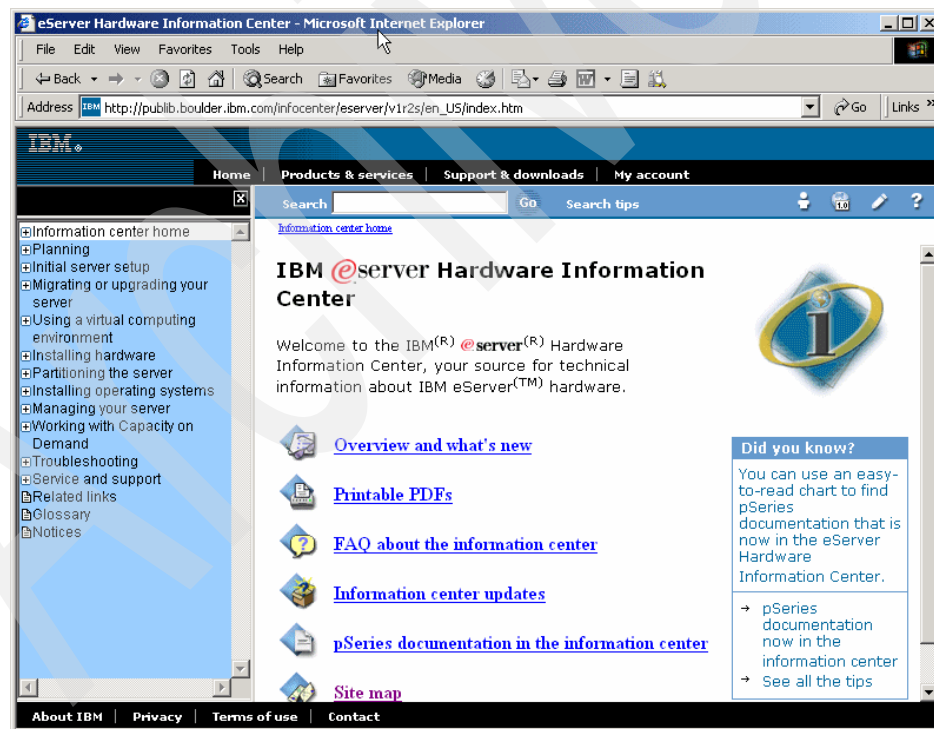 eServer Hardware Information Center - Microsoft Internet Explorer
File Edit View Favorites Tools Help
Back Search Favorites Media
Address http://publib.boulder.ibm.com/infocenter/eserver/v1r2s/en_US/index.htm Go Links »
IBM
Home | Products & services | Support & downloads | My account
Search Go Search tips 1.0 ?
Information center home
Information center home
Planning
Initial server setup
Migrating or upgrading your
server
Using a virtual computing
environment
Installing hardware
Partitioning the server
Installing operating systems
Managing your server
Working with Capacity on
Demand
Troubleshooting
Service and support
Related links
Glossary
Notices
IBM @server Hardware Information
Center
Welcome to the IBM(R) @server(R) Hardware
Information Center, your source for technical
information about IBM eServer(TM) hardware.
Overview and what's new
Printable PDFs
FAQ about the information center
Information center updates
pSeries documentation in the information center
Site map
Did you know?
You can use an easy-
to-read chart to find
pSeries
documentation that is
now in the eServer
Hardware
Information Center.
→ pSeries
documentation
now in the
information center
→ See all the tips
About IBM | Privacy | Terms of use | Contact